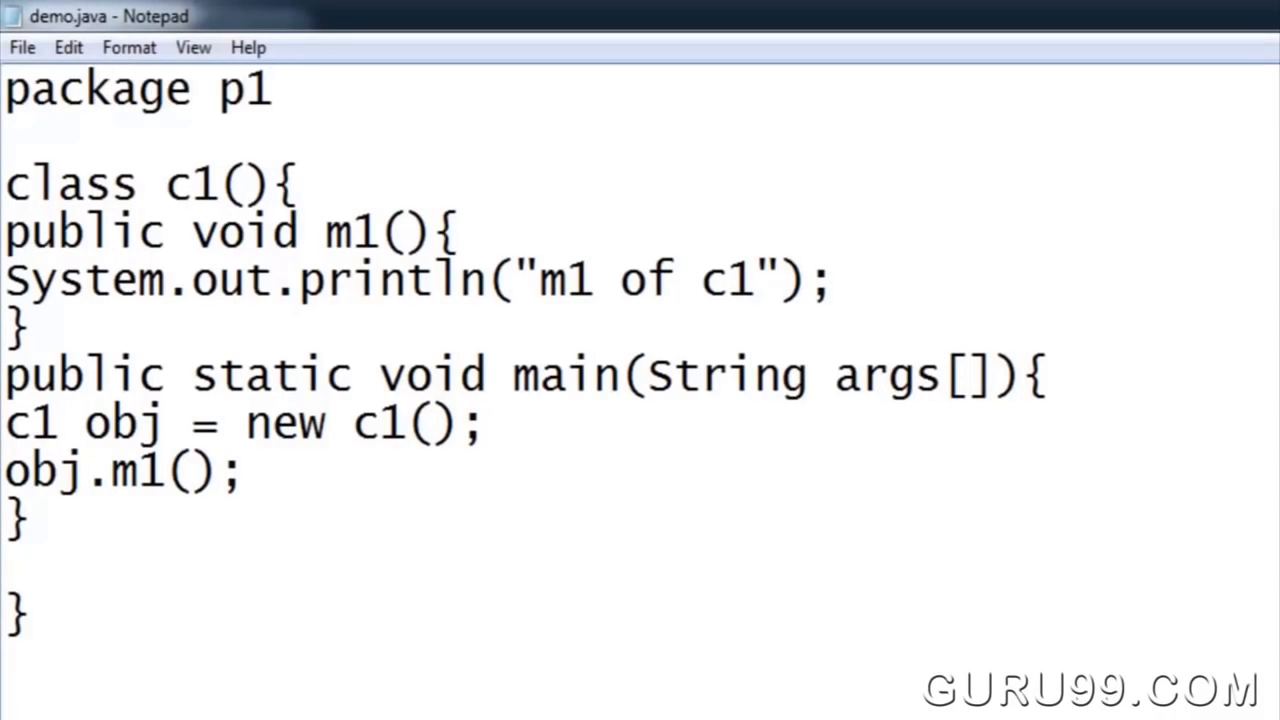 demo.java - Notepad
File Edit Format View Help
package p1
class c1(){
public void m1(){
System.out.println("m1 of c1");
}
public static void main(String args[]){
c1 obj = new c1();
obj.m1();
}
}
GURU99.COM